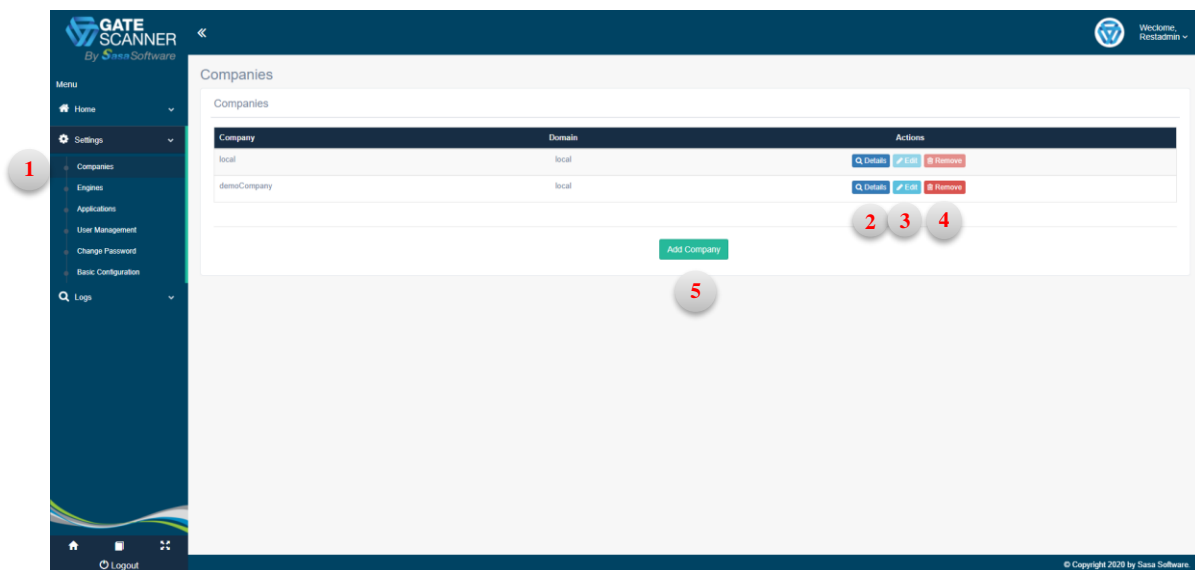 GATE
SCANNER
By Sasa Software
Weclome,
Restadmin
Menu
Home
Settings
Companies
Engines
Applications
User Management
Change Password
Basic Configuration
Logs
Logout
1
Companies
Companies
Company Domain Actions
local local Details Edit Remove
demoCompany local Details Edit Remove
2 3 4
Add Company
5
© Copyright 2020 by Sasa Software.